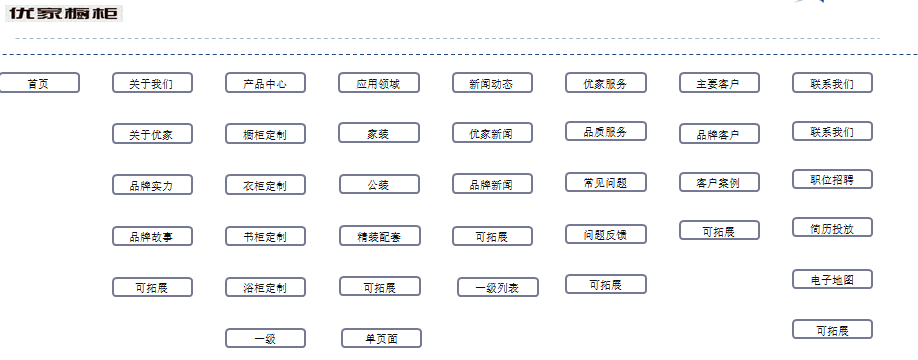 优家橱柜
首页 关于我们 产品中心 应用领域 新闻动态 优家服务 主要客户 联系我们
关于优家 橱柜定制 家装 优家新闻 品质服务 品牌客户 联系我们
品牌实力 衣柜定制 公装 品牌新闻 常见问题 客户案例 职位招聘
品牌故事 书柜定制 精装配套 可拓展 问题反馈 可拓展 简历投放
可拓展 浴柜定制 可拓展 一级列表 可拓展 电子地图
一级 单页面 可拓展